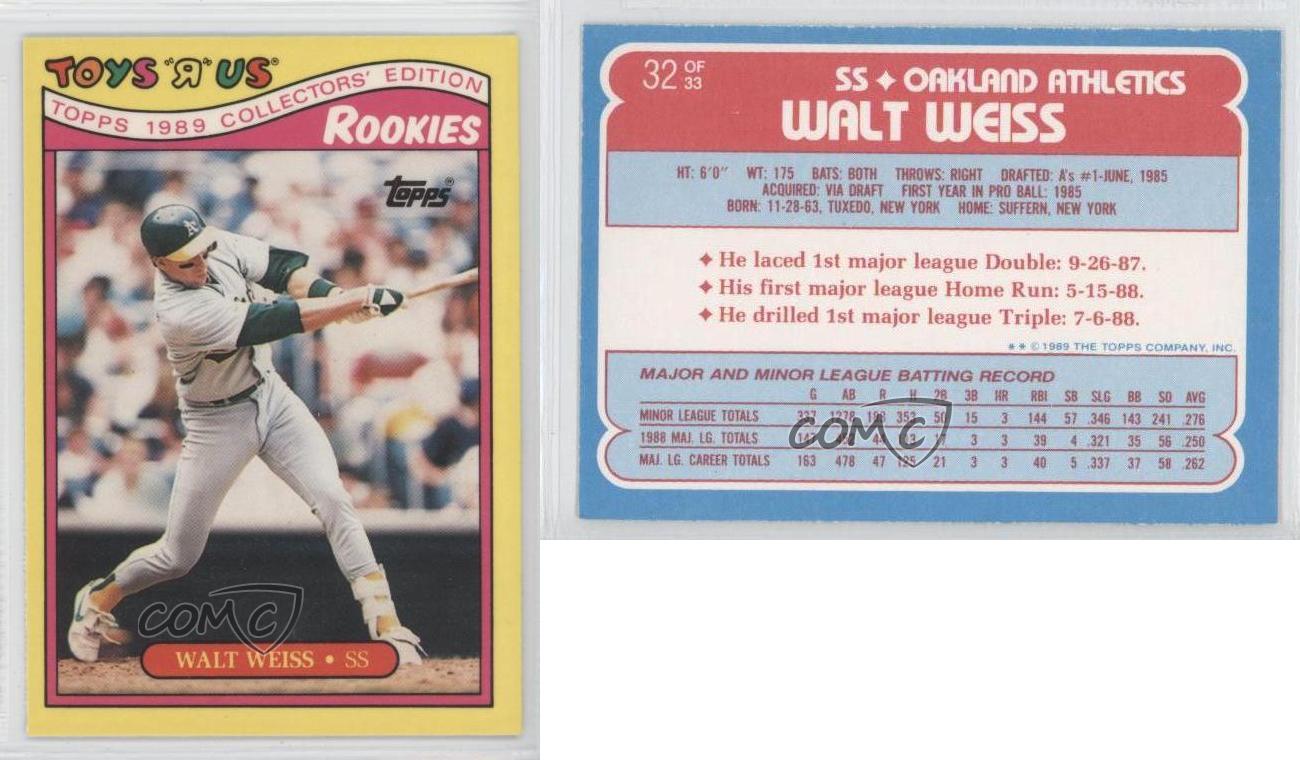 TOYS "Я" US®
TOPPS 1989 COLLECTORS' EDITION
ROOKIES
Topps®
A's
COMC
WALT WEISS • SS
32 OF 33
SS ✦ OAKLAND ATHLETICS
WALT WEISS
HT: 6'0" WT: 175 BATS: BOTH THROWS: RIGHT DRAFTED: A's #1-JUNE, 1985
ACQUIRED: VIA DRAFT FIRST YEAR IN PRO BALL: 1985
BORN: 11-28-63, TUXEDO, NEW YORK HOME: SUFFERN, NEW YORK
✦ He laced 1st major league Double: 9-26-87.
✦ His first major league Home Run: 5-15-88.
✦ He drilled 1st major league Triple: 7-6-88.
* * © 1989 THE TOPPS COMPANY, INC.
MAJOR AND MINOR LEAGUE BATTING RECORD
G AB R H 2B 3B HR RBI SB SLG BB SO AVG
MINOR LEAGUE TOTALS 337 1278 198 353 50 15 3 144 57 .346 143 241 .276
1988 MAJ. LG. TOTALS 17 3 3 39 4 .321 35 56 .250
MAJ. LG. CAREER TOTALS 163 478 47 125 21 3 3 40 5 .337 37 58 .262
COMC